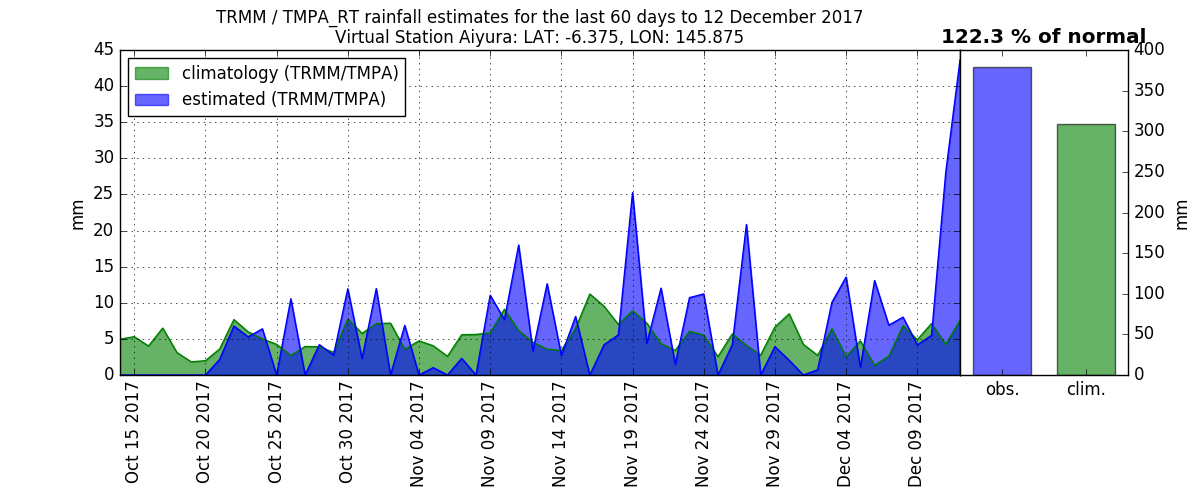 TRMM / TMPA_RT rainfall estimates for the last 60 days to 12 December 2017
Virtual Station Aiyura: LAT: -6.375, LON: 145.875
122.3 % of normal
climatology (TRMM/TMPA)
estimated (TRMM/TMPA)
mm
45
40
35
30
25
20
15
10
5
0
Oct 15 2017
Oct 20 2017
Oct 25 2017
Oct 30 2017
Nov 04 2017
Nov 09 2017
Nov 14 2017
Nov 19 2017
Nov 24 2017
Nov 29 2017
Dec 04 2017
Dec 09 2017
obs.
clim.
400
350
300
250
200
150
100
50
0
mm